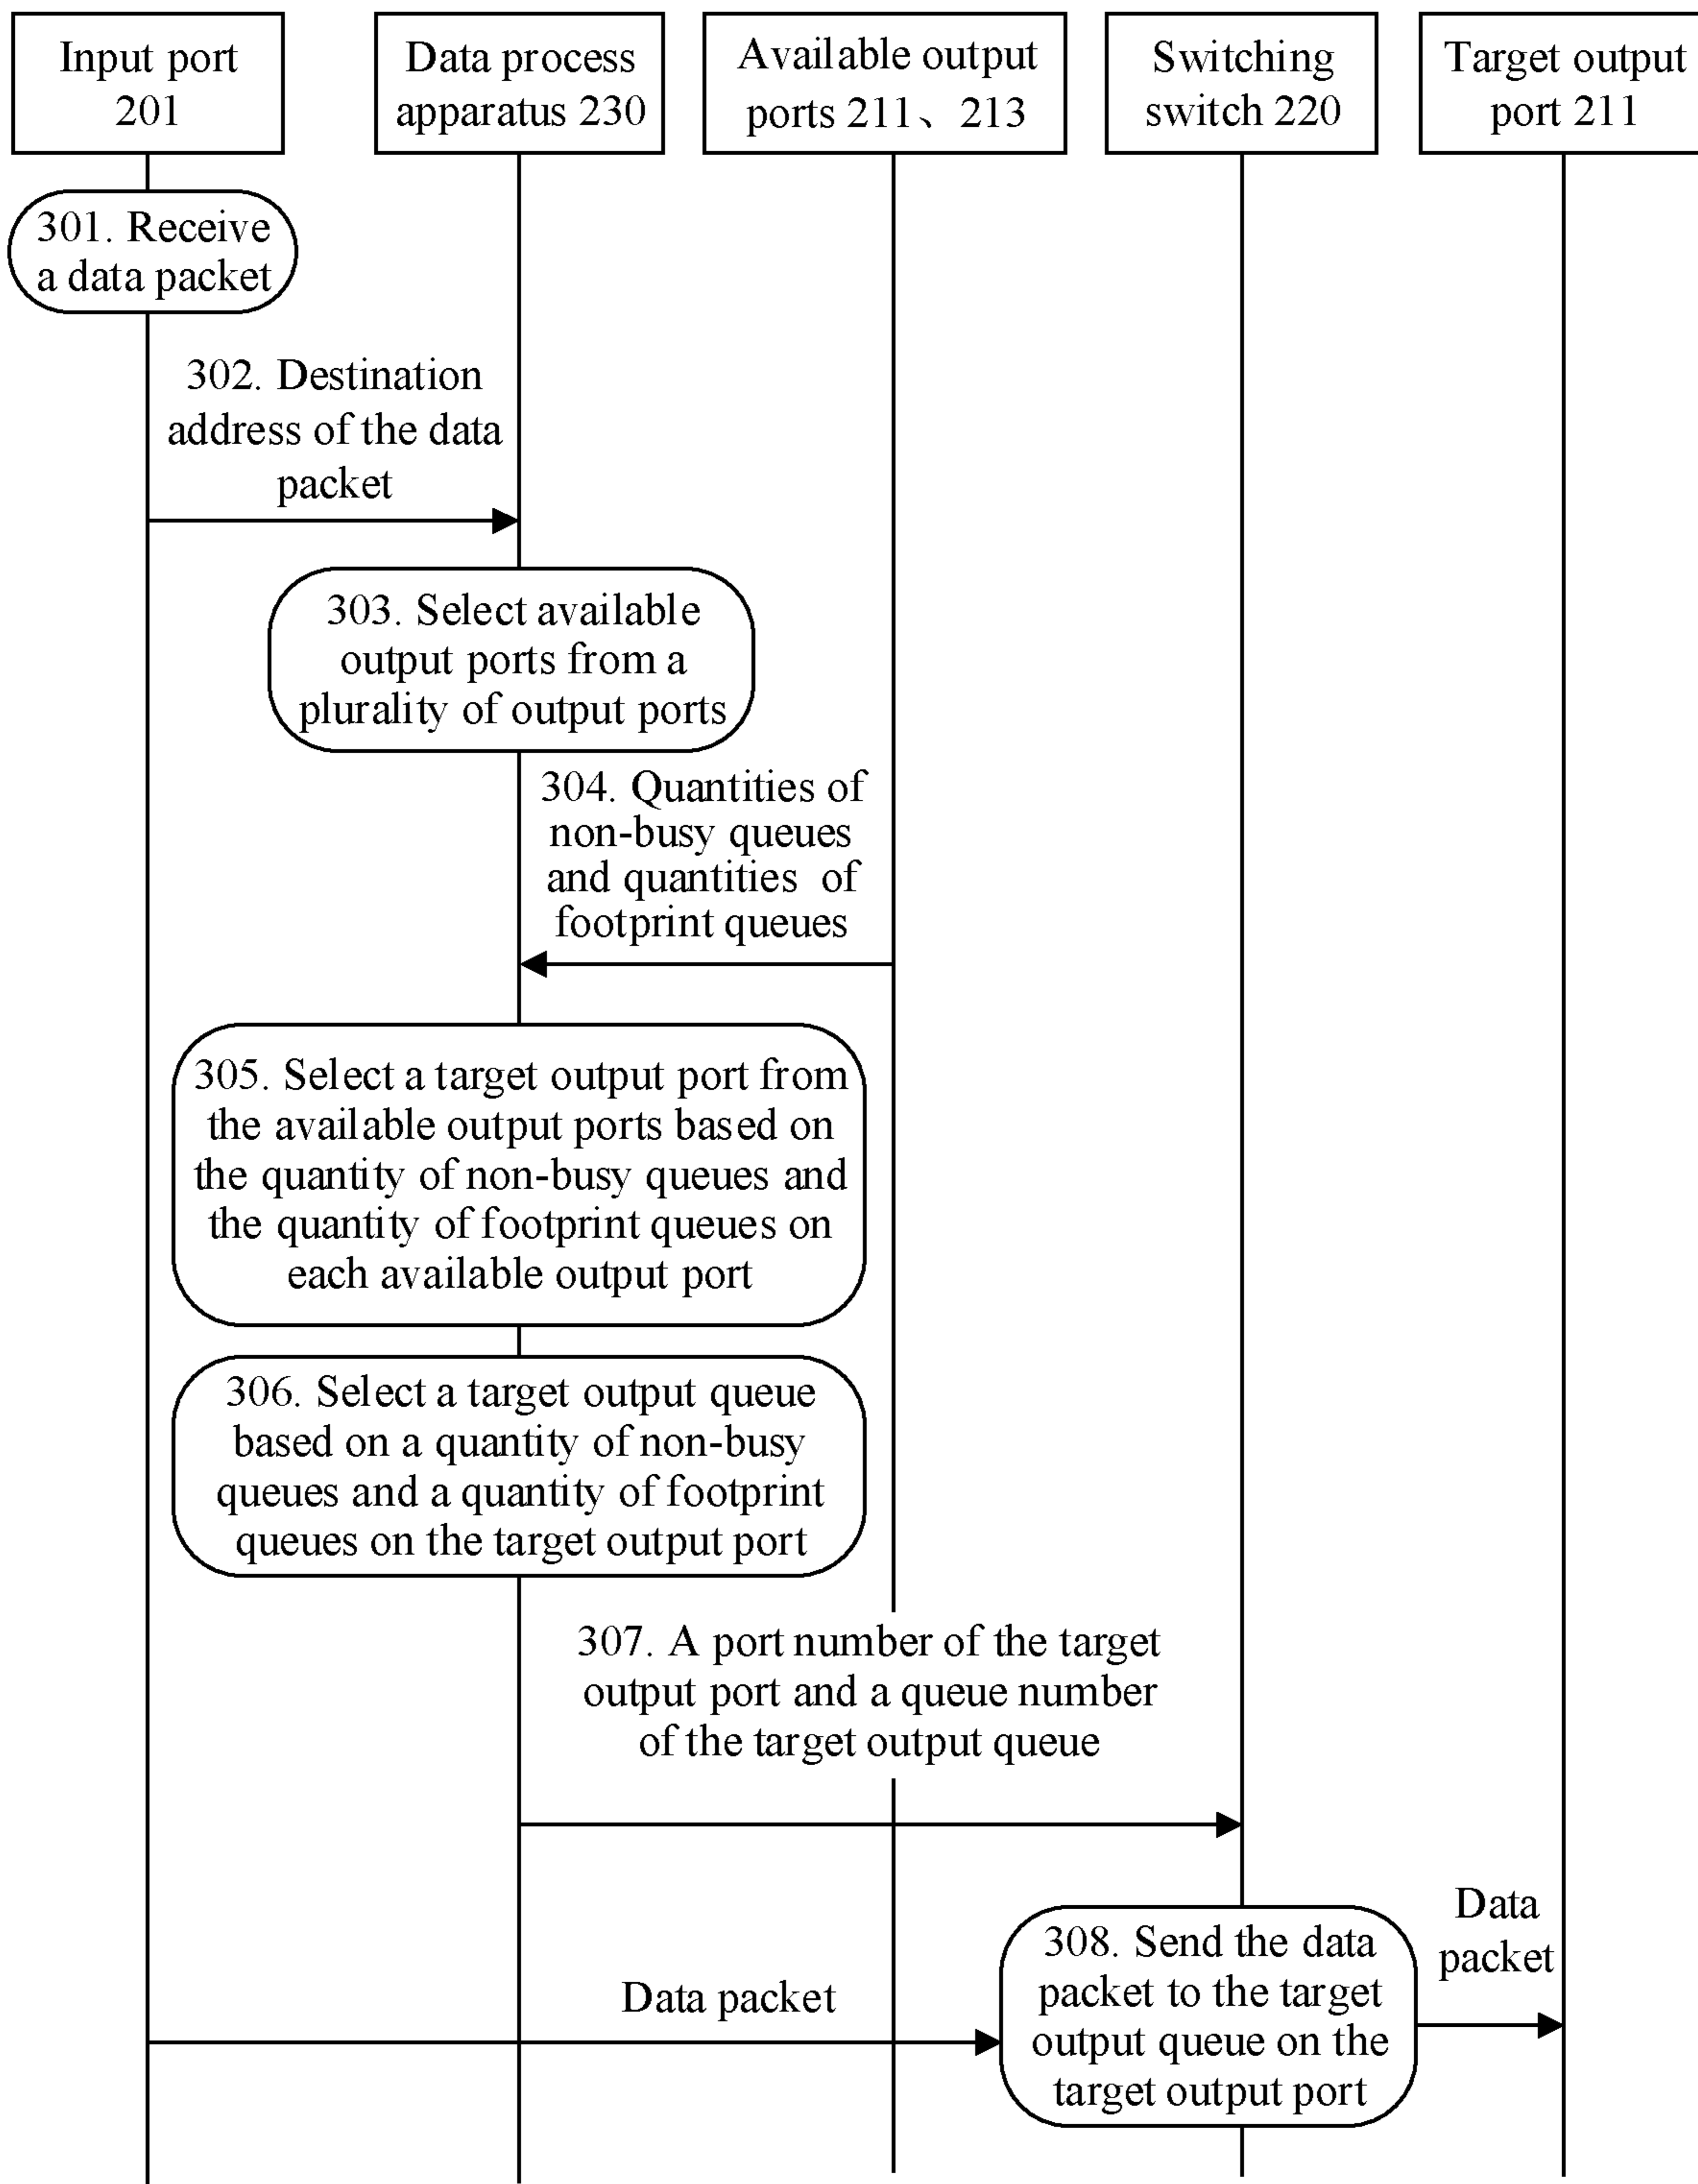 Input port
201
Data process
apparatus 230
Available output
ports 211、213
Switching
switch 220
Target output
port 211
301. Receive
a data packet
302. Destination
address of the data
packet
303. Select available
output ports from a
plurality of output ports
304. Quantities of
non-busy queues
and quantities of
footprint queues
305. Select a target output port from
the available output ports based on
the quantity of non-busy queues and
the quantity of footprint queues on
each available output port
306. Select a target output queue
based on a quantity of non-busy
queues and a quantity of footprint
queues on the target output port
307. A port number of the target
output port and a queue number
of the target output queue
Data packet
308. Send the data
packet to the target
output queue on the
target output port
Data
packet